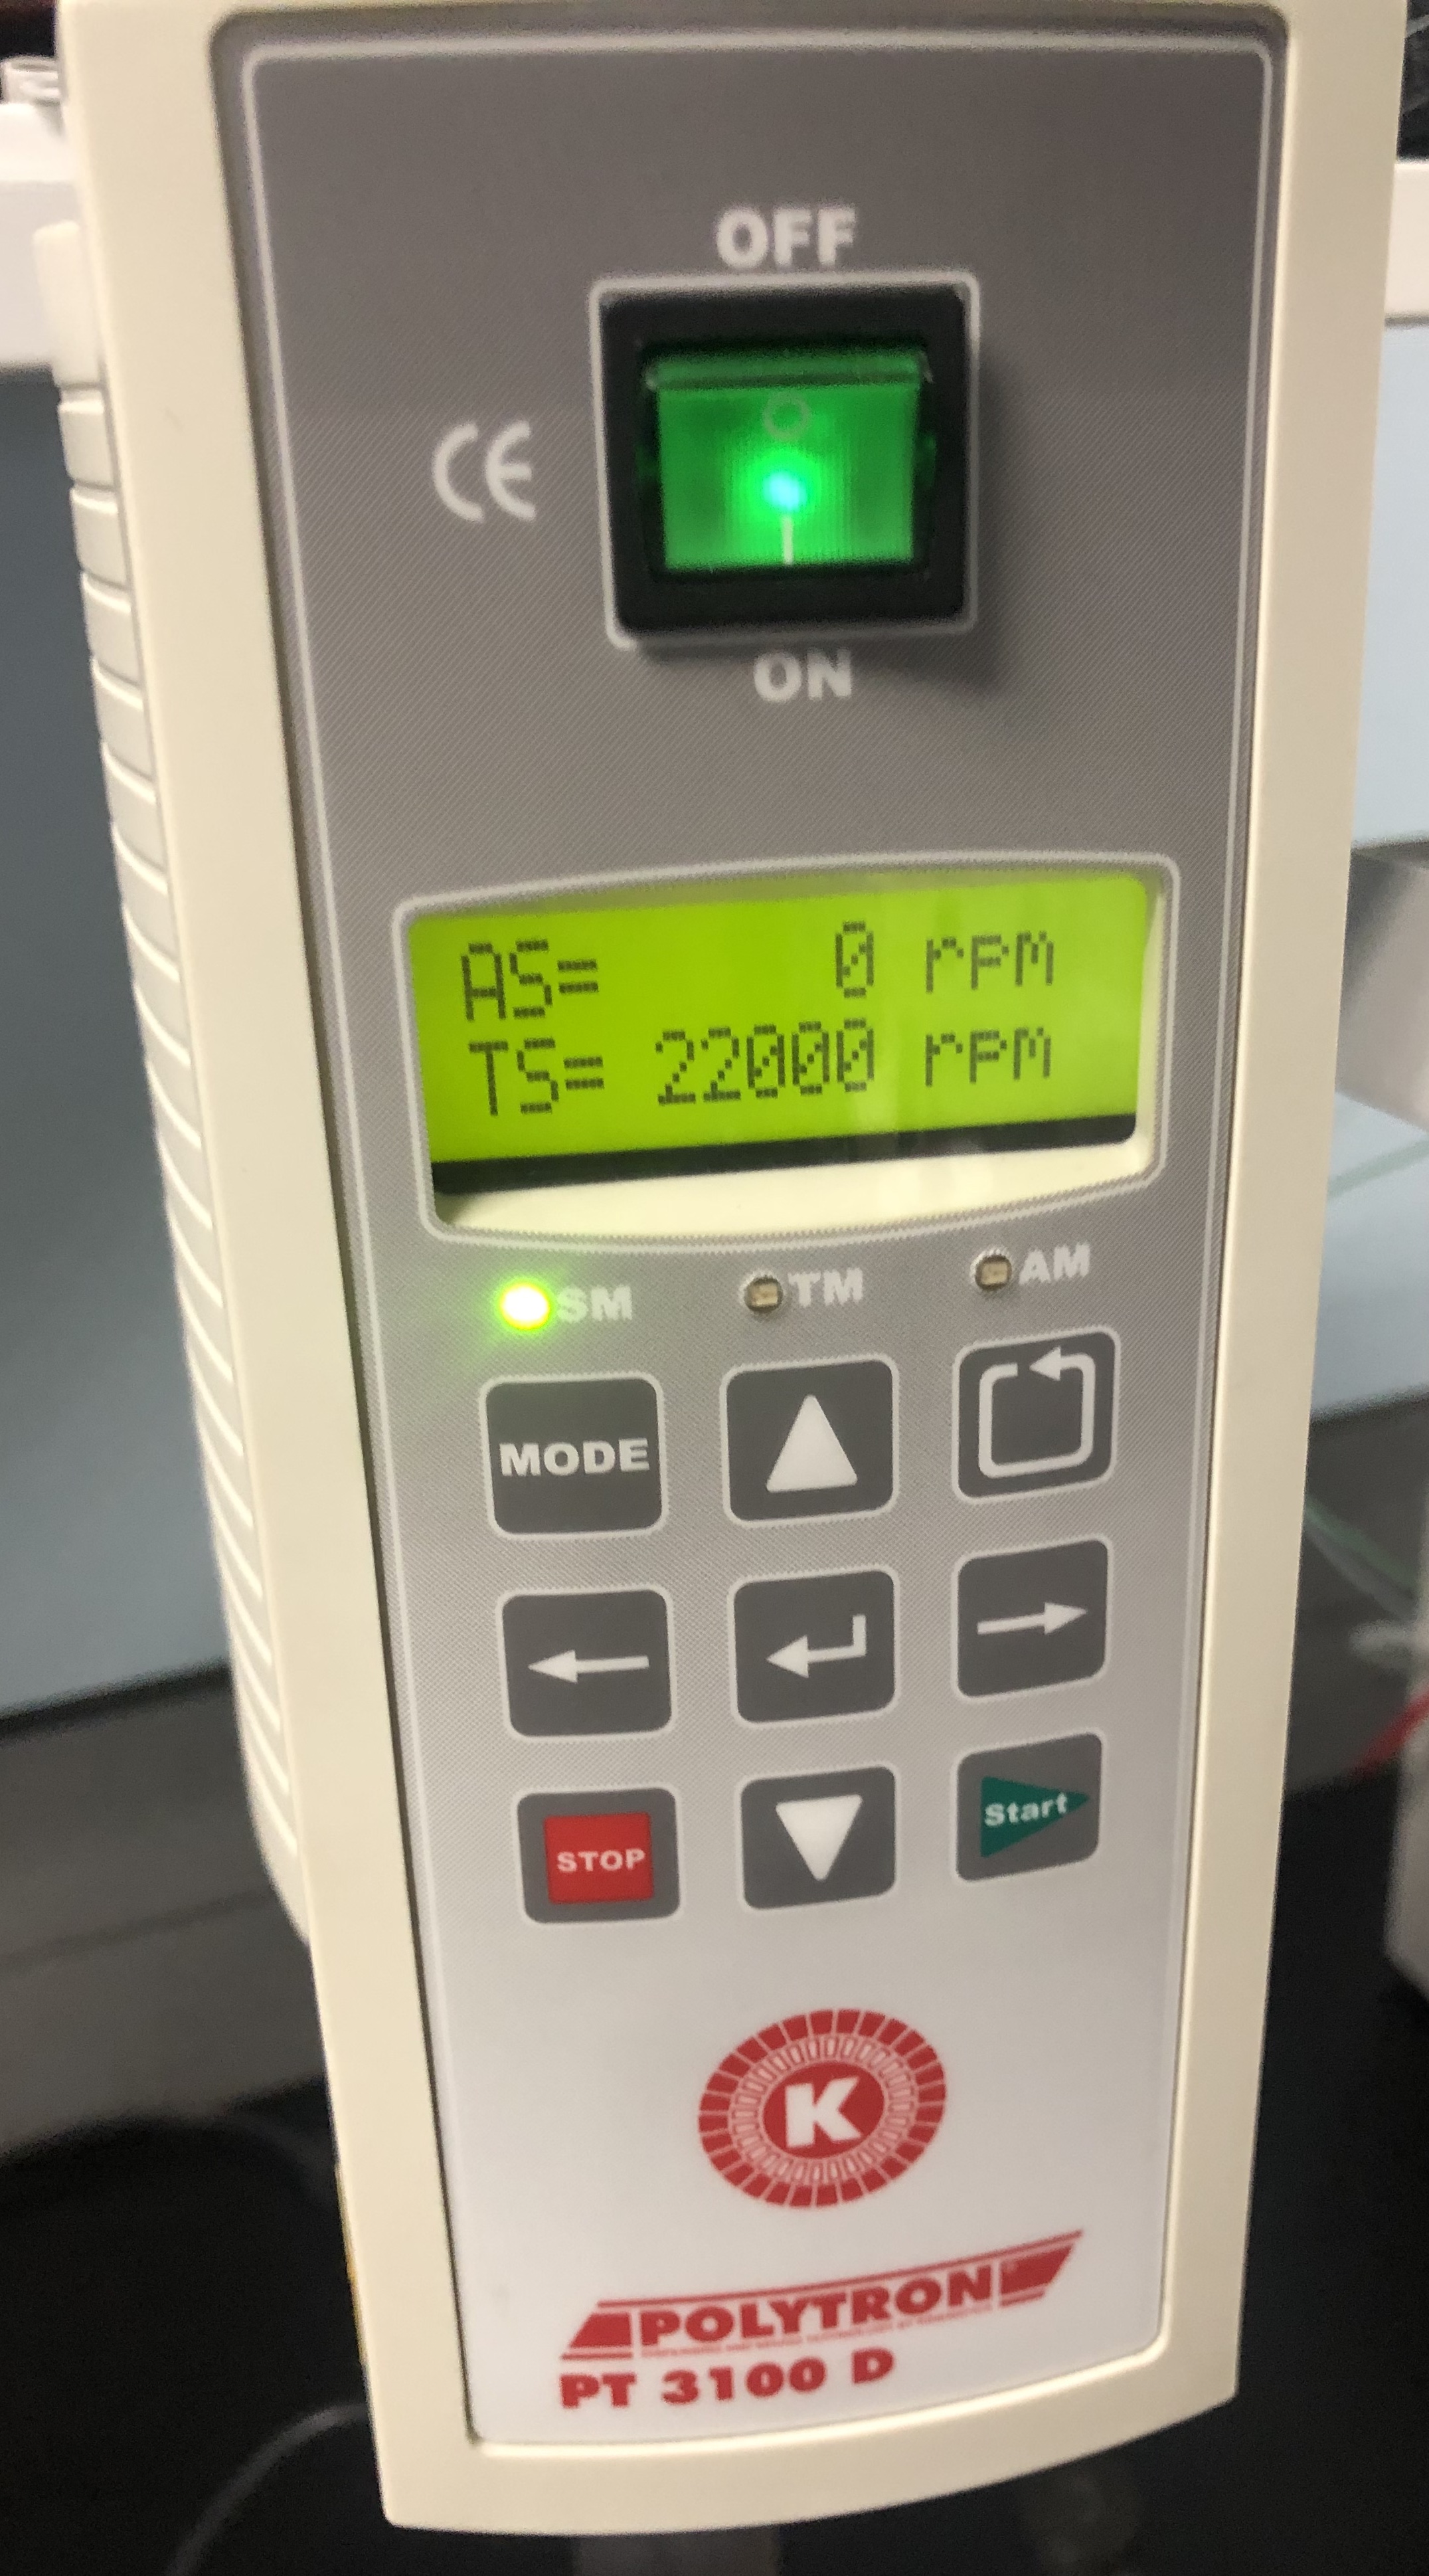 OFF
CE
ON
AS= 0 rpm
TS= 22000 rpm
SM TM AM
MODE
STOP Start
K
POLYTRON
PT 3100 D